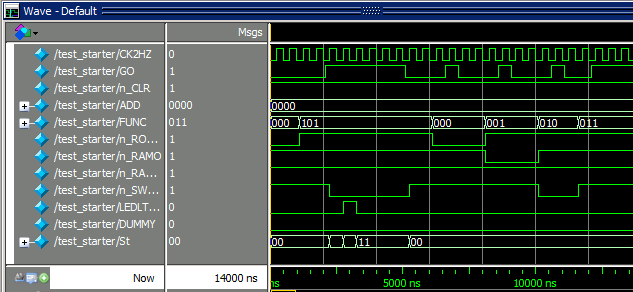 Wave - Default
Msgs
/test_starter/CK2HZ 0
/test_starter/GO 1
/test_starter/n_CLR 1
/test_starter/ADD 0000 0000
/test_starter/FUNC 011 000 101 000 001 010 011
/test_starter/n_RO... 1
/test_starter/n_RAMO 1
/test_starter/n_RA... 1
/test_starter/n_SW... 1
/test_starter/LEDLT... 0
/test_starter/DUMMY 0
/test_starter/St 00 00 11 00
Now 14000 ns ns 5000 ns 10000 ns